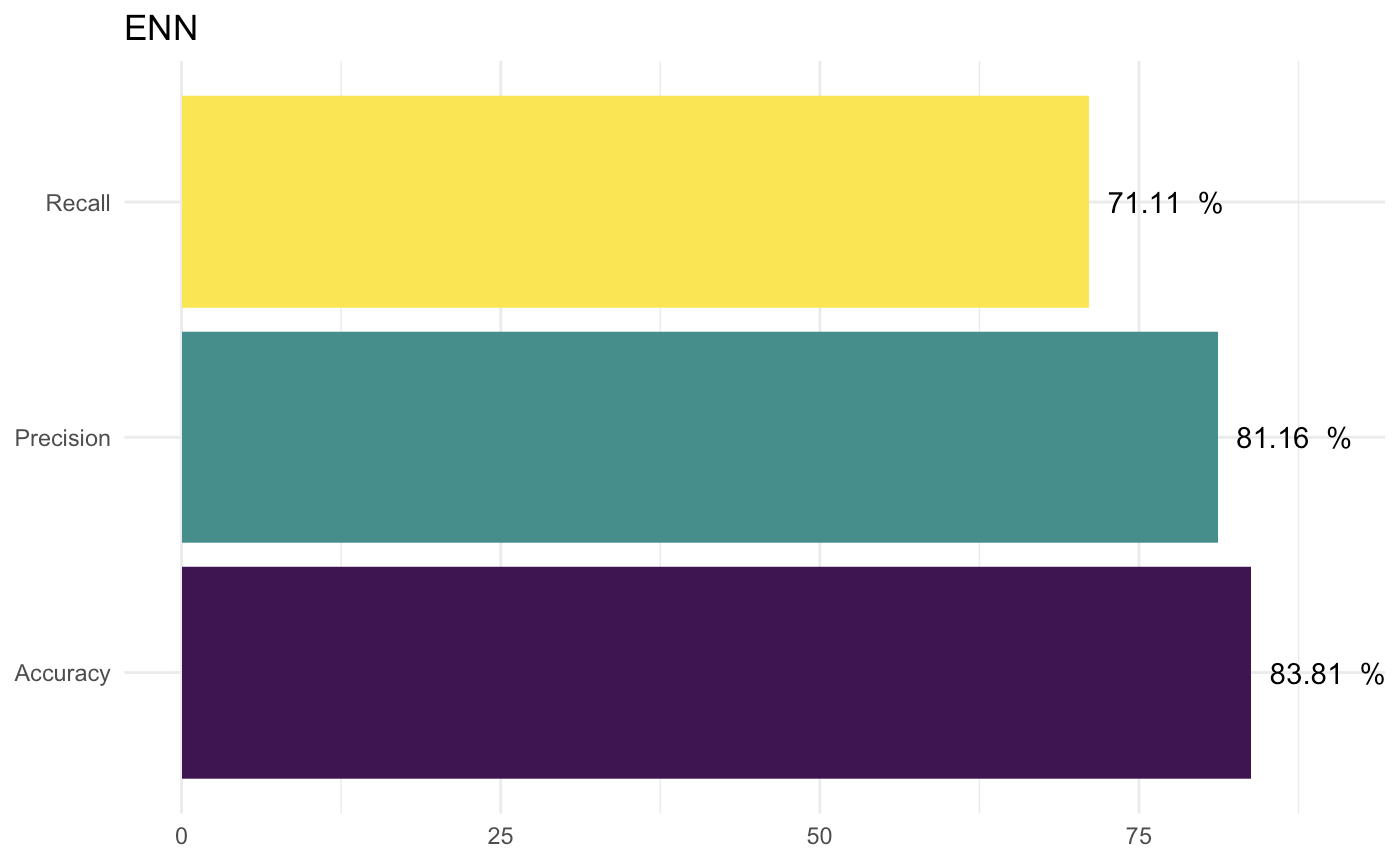 ENN
Recall
71.11 %
Precision
81.16 %
Accuracy
83.81 %
0 25 50 75